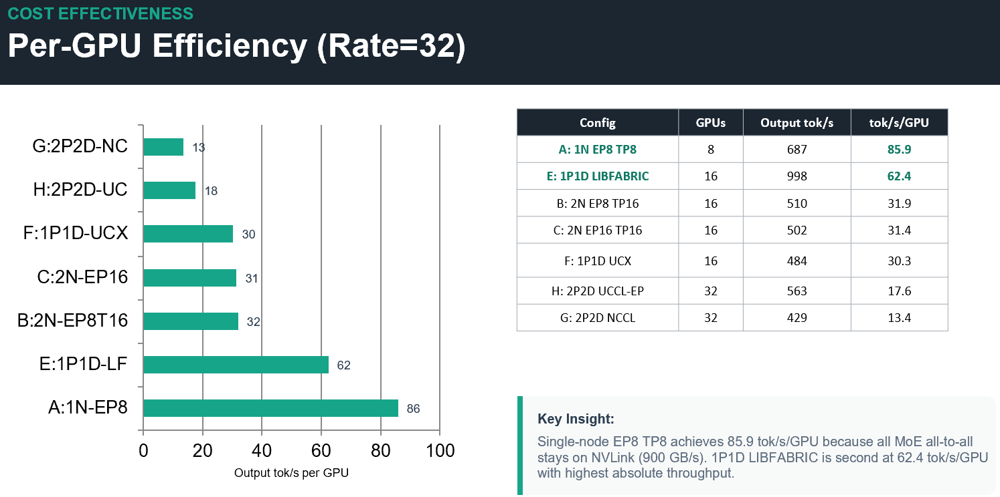 COST EFFECTIVENESS
Per-GPU Efficiency (Rate=32)
G:2P2D-NC 13
H:2P2D-UC 18
F:1P1D-UCX 30
C:2N-EP16 31
B:2N-EP8T16 32
E:1P1D-LF 62
A:1N-EP8 86
0 20 40 60 80 100
Output tok/s per GPU
Config GPUs Output tok/s tok/s/GPU
A: 1N EP8 TP8 8 687 85.9
E: 1P1D LIBFABRIC 16 998 62.4
B: 2N EP8 TP16 16 510 31.9
C: 2N EP16 TP16 16 502 31.4
F: 1P1D UCX 16 484 30.3
H: 2P2D UCCL-EP 32 563 17.6
G: 2P2D NCCL 32 429 13.4
Key Insight:
Single-node EP8 TP8 achieves 85.9 tok/s/GPU because all MoE all-to-all
stays on NVLink (900 GB/s). 1P1D LIBFABRIC is second at 62.4 tok/s/GPU
with highest absolute throughput.